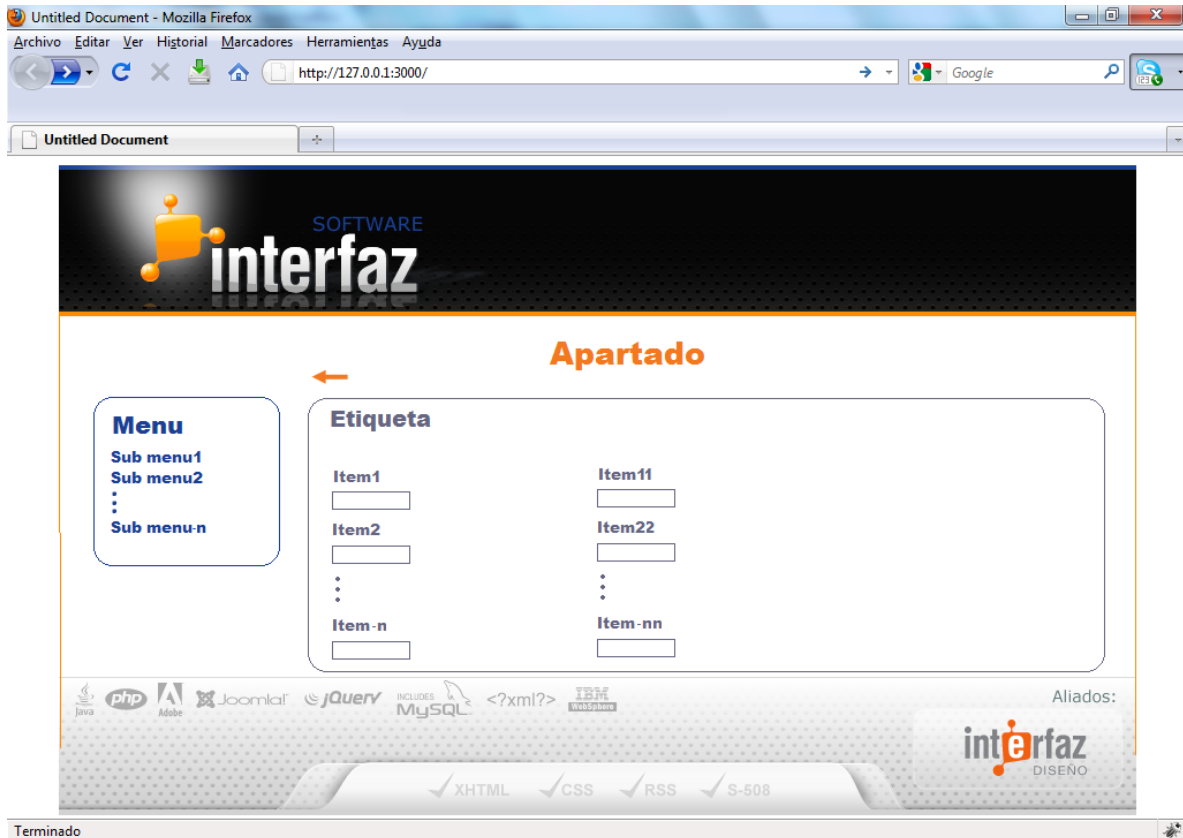 Untitled Document - Mozilla Firefox
Archivo Editar Ver Historial Marcadores Herramientas Ayuda
http://127.0.0.1:3000/
Google
123
Untitled Document
SOFTWARE
interfaz
Apartado
Menu
Sub menu1
Sub menu2
Sub menu-n
Etiqueta
Item1 Item11
Item2 Item22
Item-n Item-nn
Java php Adobe Joomla! jQuery INCLUDES MySQL <?xml?> IBM WebSphere
Aliados:
interfaz
DISEÑO
XHTML CSS RSS S-508
Terminado